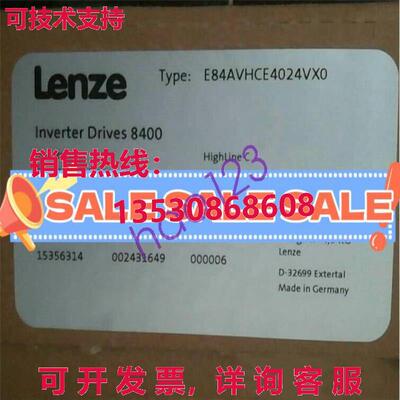 可技术支持
Lenze
Type: E84AVHCE4024VX0
Inverter Drives 8400
销售热线：
HighLine C
SALE SALE SALE
13530868608
15356314 002431649 000006
Lenze
D-32699 Extertal
Made in Germany
可开发票，详询客服